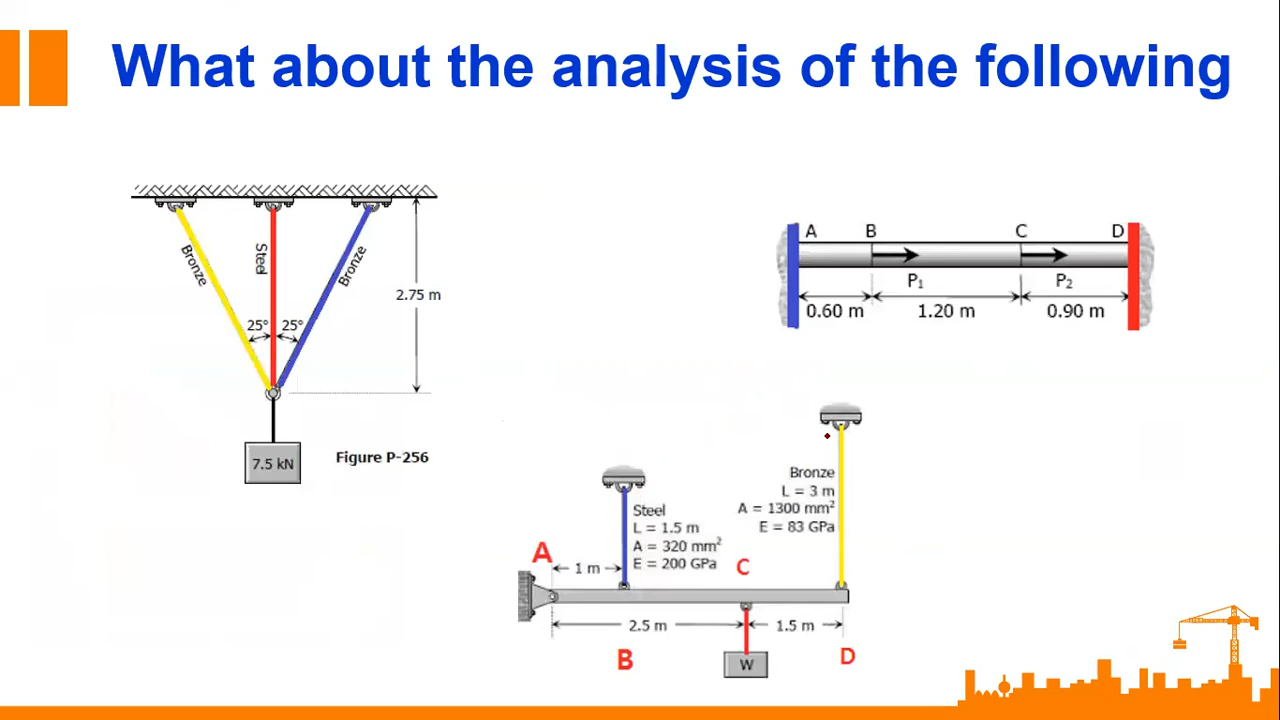 What about the analysis of the following
Bronze
Steel
Bronze
25° 25°
2.75 m
7.5 kN
Figure P-256
A B C D
P₁ P₂
0.60 m 1.20 m 0.90 m
Bronze
L = 3 m
A = 1300 mm²
E = 83 GPa
Steel
L = 1.5 m
A = 320 mm²
E = 200 GPa
A
1 m
C
2.5 m 1.5 m
B
D
W